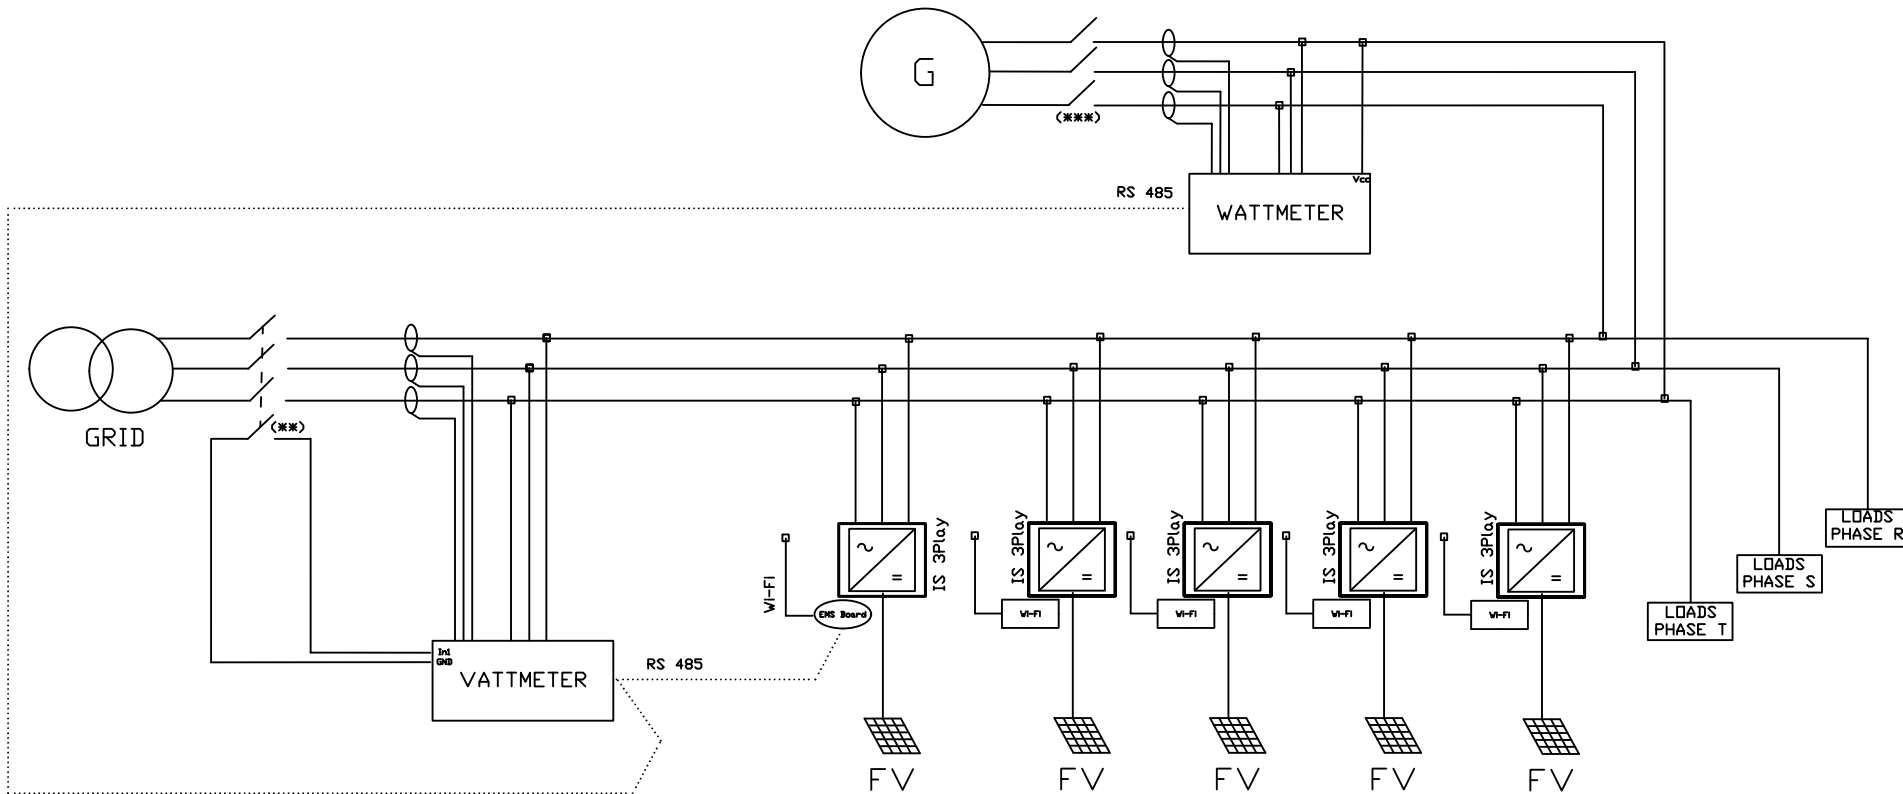 G
(***)
RS 485
Vcc
WATTMETER
GRID
(**)
In1
GND
VATTMETER
RS 485
Wi-Fi
EMS Board
IS 3Play
IS 3Play
Wi-Fi
IS 3Play
Wi-Fi
IS 3Play
Wi-Fi
IS 3Play
Wi-Fi
LOADS
PHASE R
LOADS
PHASE S
LOADS
PHASE T
FV
FV
FV
FV
FV